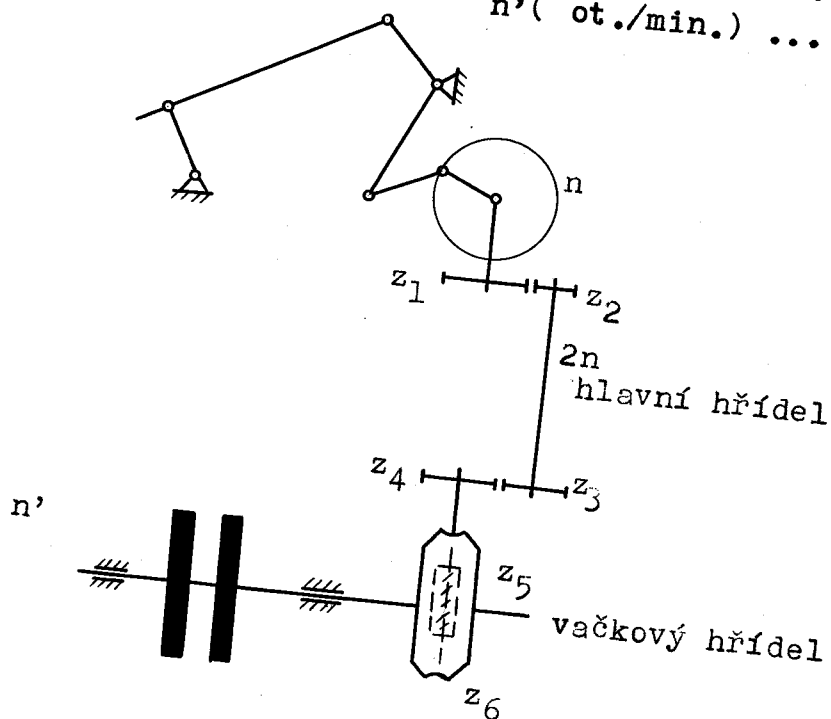 n'( ot./min.) ...
n
z1
z2
2n
hlavní hřídel
z4
z3
n'
z5
vačkový hřídel
z6